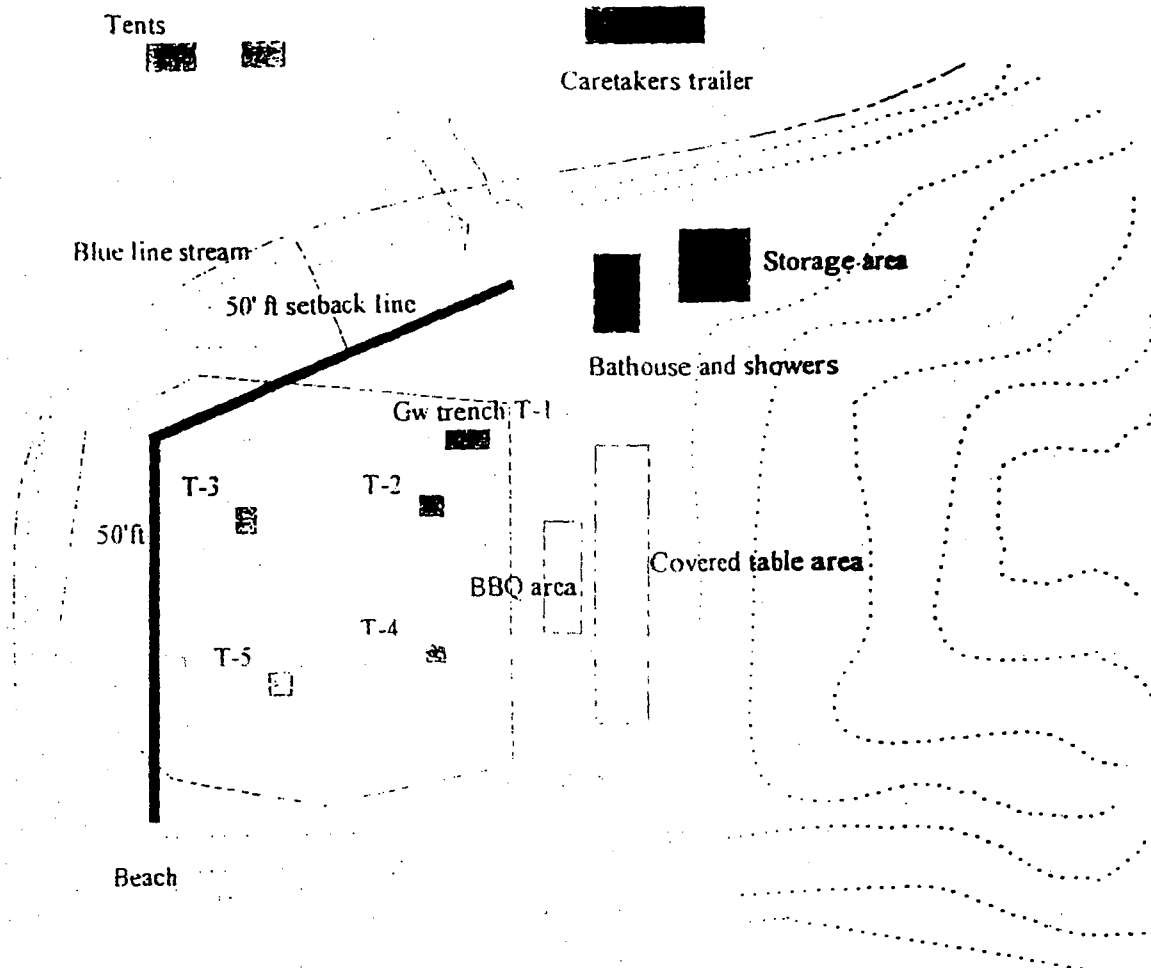 Tents
Caretakers trailer
Blue line stream
Storage area
50' ft setback line
Bathouse and showers
Gw trench T-1
T-3
T-2
50'ft
Covered table area
BBQ area
T-4
T-5
Beach